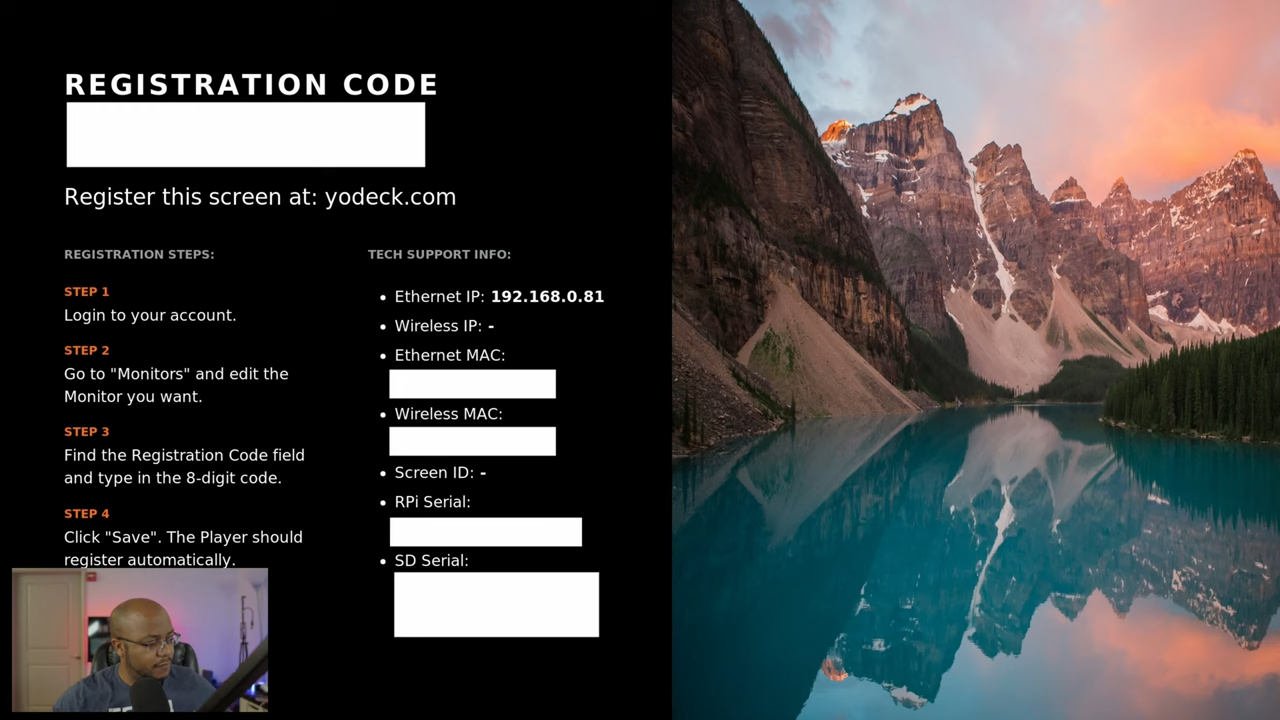 REGISTRATION CODE
Register this screen at: yodeck.com
REGISTRATION STEPS:
STEP 1
Login to your account.
STEP 2
Go to "Monitors" and edit the
Monitor you want.
STEP 3
Find the Registration Code field
and type in the 8-digit code.
STEP 4
Click "Save". The Player should
register automatically.
TECH SUPPORT INFO:
• Ethernet IP: 192.168.0.81
• Wireless IP: -
• Ethernet MAC:
• Wireless MAC:
• Screen ID: -
• RPi Serial:
• SD Serial: